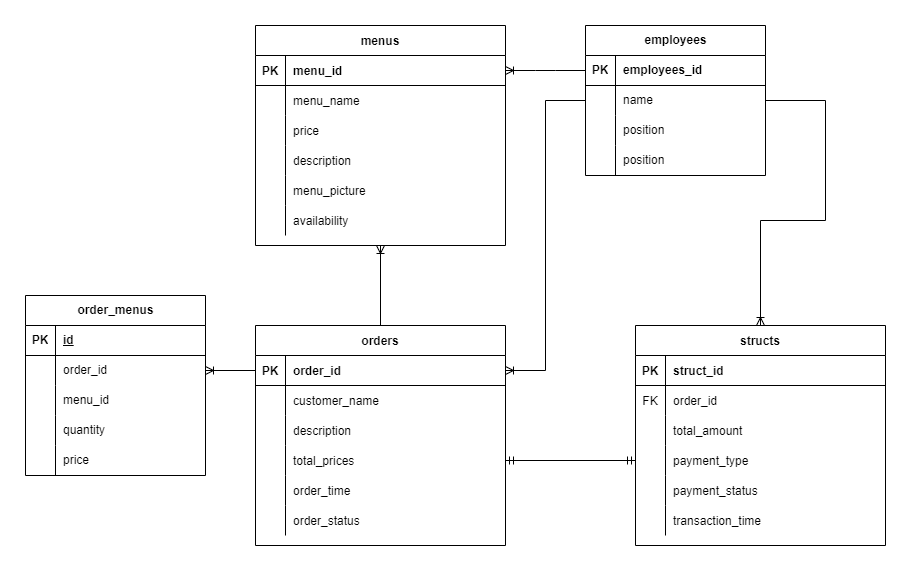 menus
PK menu_id
menu_name
price
description
menu_picture
availability
employees
PK employees_id
name
position
position
order_menus
PK id
order_id
menu_id
quantity
price
orders
PK order_id
customer_name
description
total_prices
order_time
order_status
structs
PK struct_id
FK order_id
total_amount
payment_type
payment_status
transaction_time